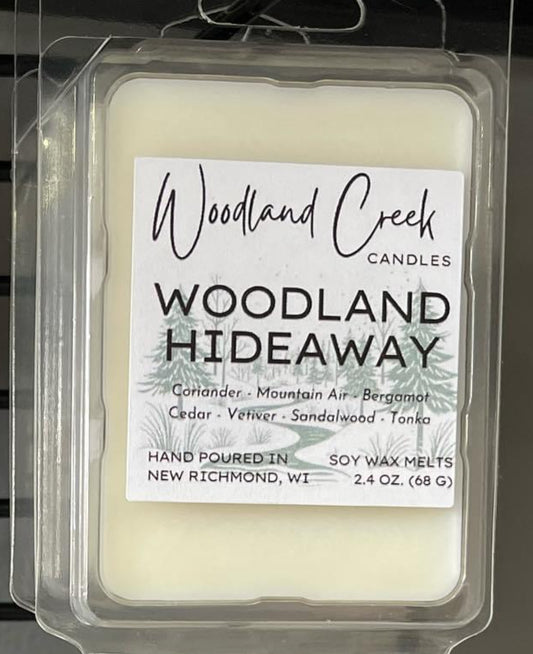 Woodland Creek
CANDLES
WOODLAND
HIDEAWAY
Coriander - Mountain Air - Bergamot
Cedar - Vetiver - Sandalwood - Tonka
HAND POURED IN SOY WAX MELTS
NEW RICHMOND, WI 2.4 OZ. (68 G)